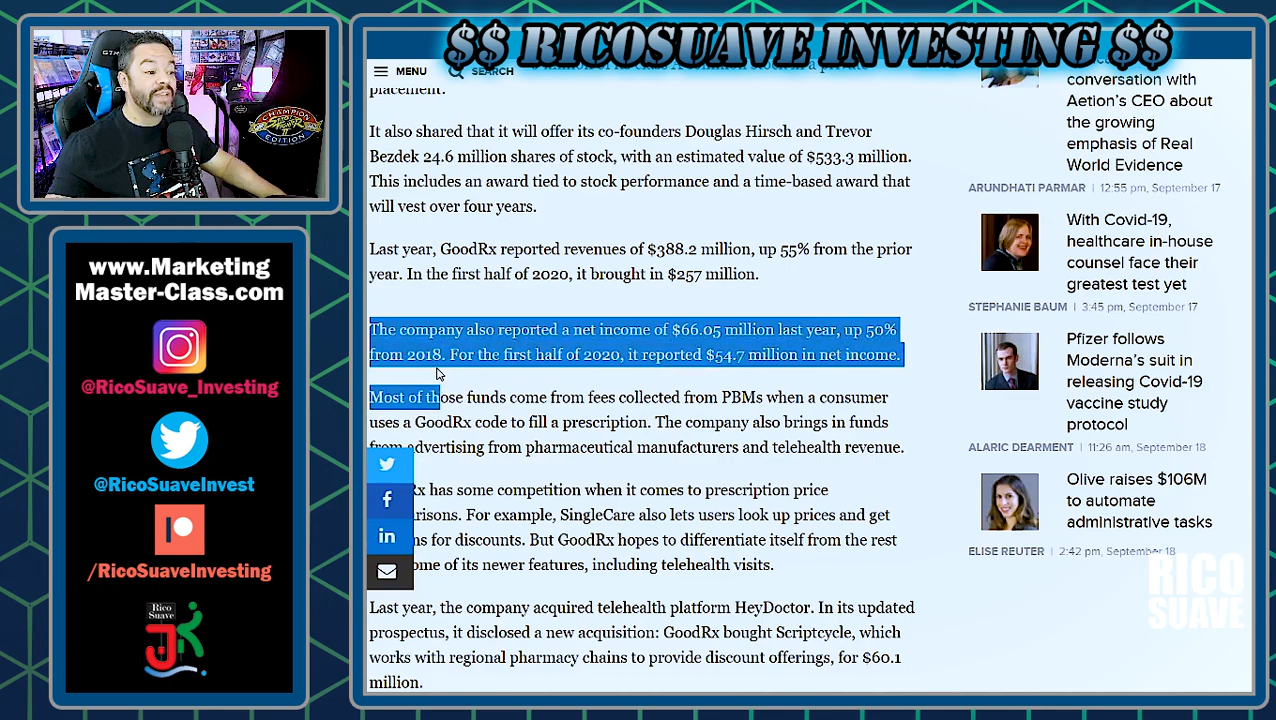 $$ RICOSUAVE INVESTING $$
CHAMPION
EDITION
www.Marketing
Master-Class.com
@RicoSuave_Investing
@RicoSuaveInvest
/RicoSuaveInvesting
Rico
Suave
JK
MENU
SEARCH
placement.
It also shared that it will offer its co-founders Douglas Hirsch and Trevor
Bezdek 24.6 million shares of stock, with an estimated value of $533.3 million.
This includes an award tied to stock performance and a time-based award that
will vest over four years.
Last year, GoodRx reported revenues of $388.2 million, up 55% from the prior
year. In the first half of 2020, it brought in $257 million.
The company also reported a net income of $66.05 million last year, up 50%
from 2018. For the first half of 2020, it reported $54.7 million in net income.
Most of those funds come from fees collected from PBMs when a consumer
uses a GoodRx code to fill a prescription. The company also brings in funds
from advertising from pharmaceutical manufacturers and telehealth revenue.
Rx has some competition when it comes to prescription price
arisons. For example, SingleCare also lets users look up prices and get
ns for discounts. But GoodRx hopes to differentiate itself from the rest
ome of its newer features, including telehealth visits.
Last year, the company acquired telehealth platform HeyDoctor. In its updated
prospectus, it disclosed a new acquisition: GoodRx bought Scriptcycle, which
works with regional pharmacy chains to provide discount offerings, for $60.1
million.
conversation with
Aetion's CEO about
the growing
emphasis of Real
World Evidence
ARUNDHATI PARMAR | 12:55 pm, September 17
With Covid-19,
healthcare in-house
counsel face their
greatest test yet
STEPHANIE BAUM | 3:45 pm, September 17
Pfizer follows
Moderna's suit in
releasing Covid-19
vaccine study
protocol
ALARIC DEARMENT | 11:26 am, September 18
Olive raises $106M
to automate
administrative tasks
ELISE REUTER | 2:42 pm, September 18
RICO
SUAVE